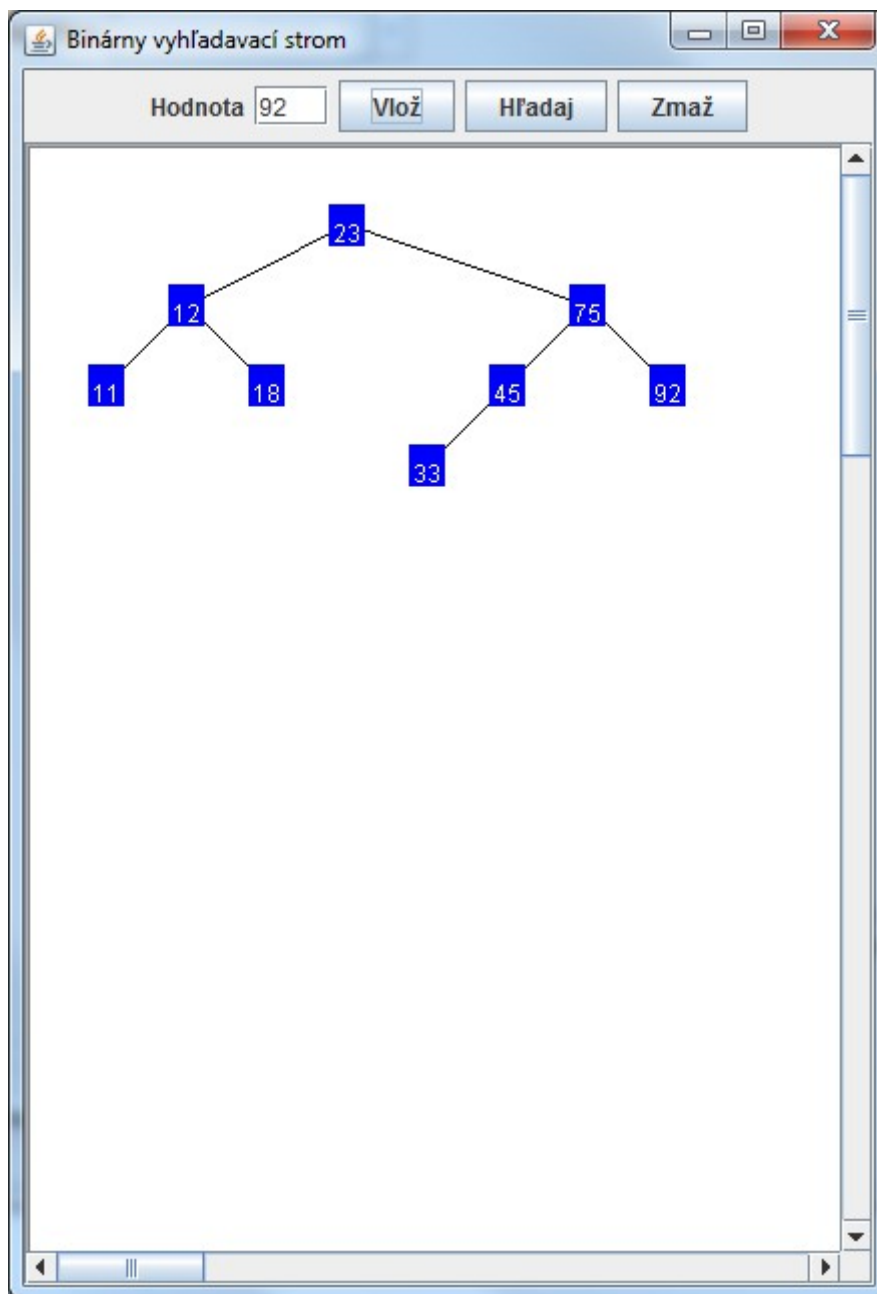 Binárny vyhľadavací strom
Hodnota 92 Vlož Hľadaj Zmaž
23
12 75
11 18 45 92
33